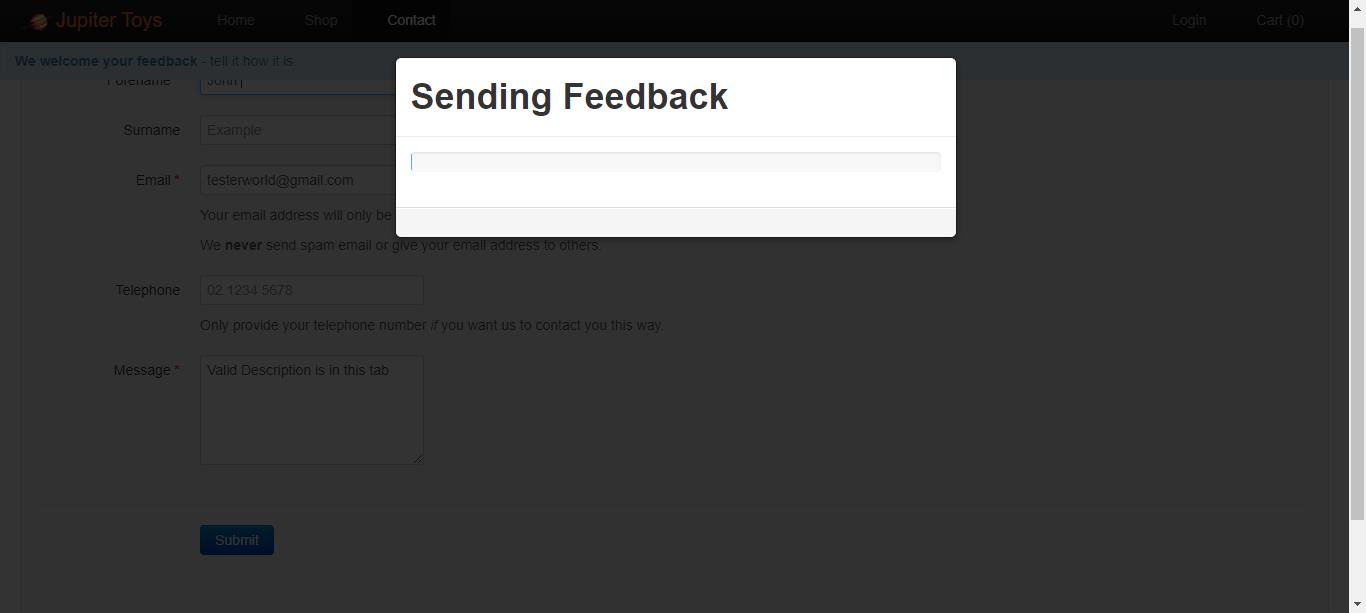 Jupiter Toys Home Shop Contact Login Cart (0)
We welcome your feedback - tell it how it is.
Sending Feedback
Forename John
Surname Example
Email * testerworld@gmail.com
Your email address will only be
We never send spam email or give your email address to others.
Telephone 02 1234 5678
Only provide your telephone number if you want us to contact you this way.
Message * Valid Description is in this tab
Submit